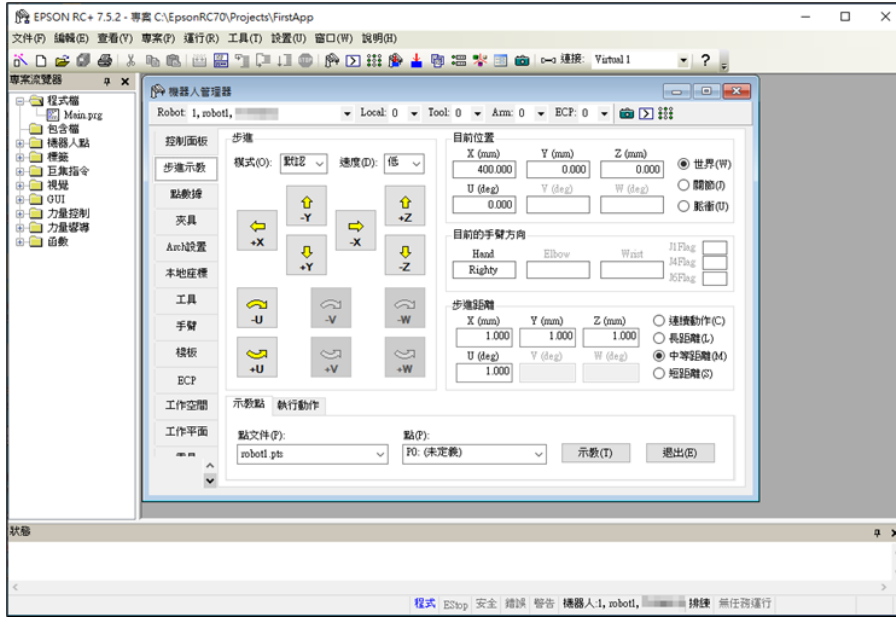 EPSON RC+ 7.5.2 - 專案 C:\EpsonRC70\Projects\FirstApp
文件(F) 編輯(E) 查看(V) 專案(P) 運行(R) 工具(T) 設置(U) 窗口(W) 說明(H)
連接: Virtual 1
專案流覽器
程式檔
Main.prg
包含檔
機器人點
標籤
巨集指令
視覺
GUI
力量控制
力量嚮導
函數
機器人管理器
Robot: 1, robot1, Local: 0 Tool: 0 Arm: 0 ECP: 0
控制面板
步進示教
點數據
夾具
Arch設置
本地座標
工具
手臂
棧板
ECP
工作空間
工作平面
步進
模式(O): 默認 速度(D): 低
-Y
+Z
+X
-X
+Y
-Z
-U
-V
-W
+U
+V
+W
目前位置
X (mm) Y (mm) Z (mm)
400.000 0.000 0.000
世界(W)
U (deg) V (deg) W (deg)
關節(J)
0.000
脈衝(U)
目前的手臂方向
Hand Elbow Wrist
Righty
J1Flag
J4Flag
J6Flag
步進距離
X (mm) Y (mm) Z (mm)
1.000 1.000 1.000
U (deg) V (deg) W (deg)
1.000
連續動作(C)
長距離(L)
中等距離(M)
短距離(S)
示教點 執行動作
點文件(P): 點(P):
robot1.pts P0: (未定義) 示教(T) 退出(E)
狀態
程式 EStop 安全 錯誤 警告 機器人:1, robot1, 排練 無任務運行